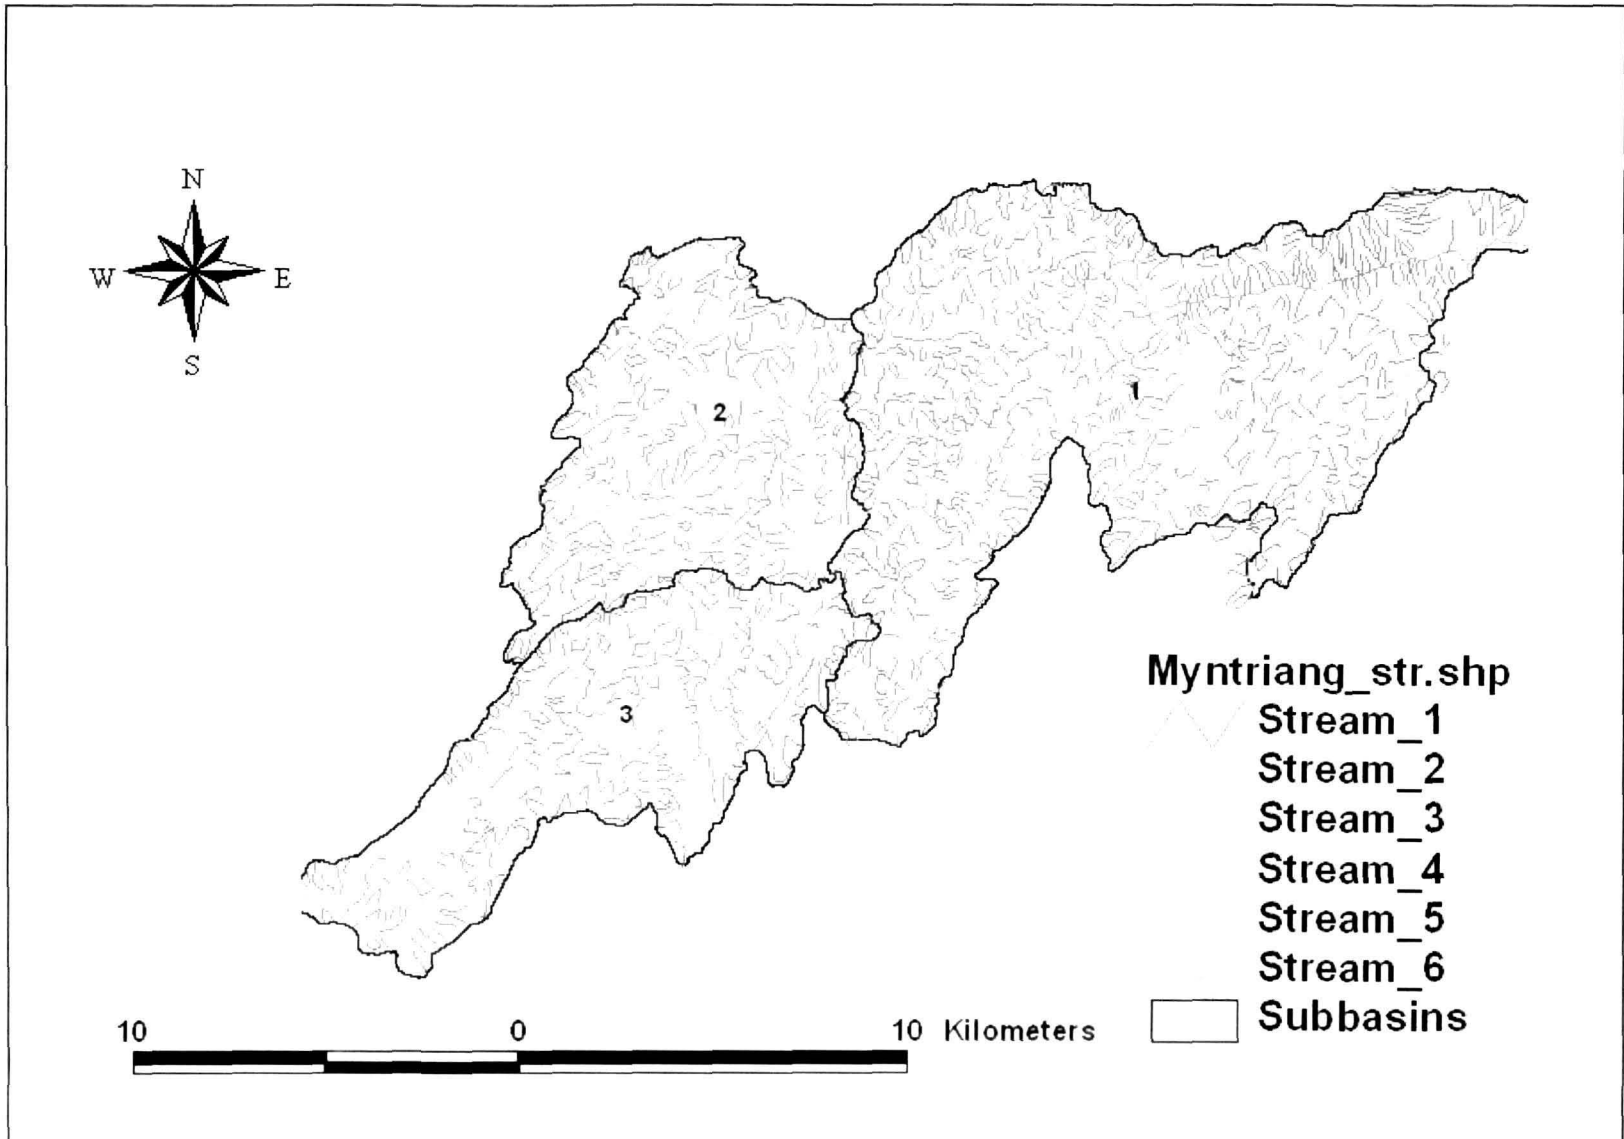 N
W E
S
1
2
3
Myntriang_str.shp
Stream_1
Stream_2
Stream_3
Stream_4
Stream_5
Stream_6
Subbasins
10 0 10 Kilometers